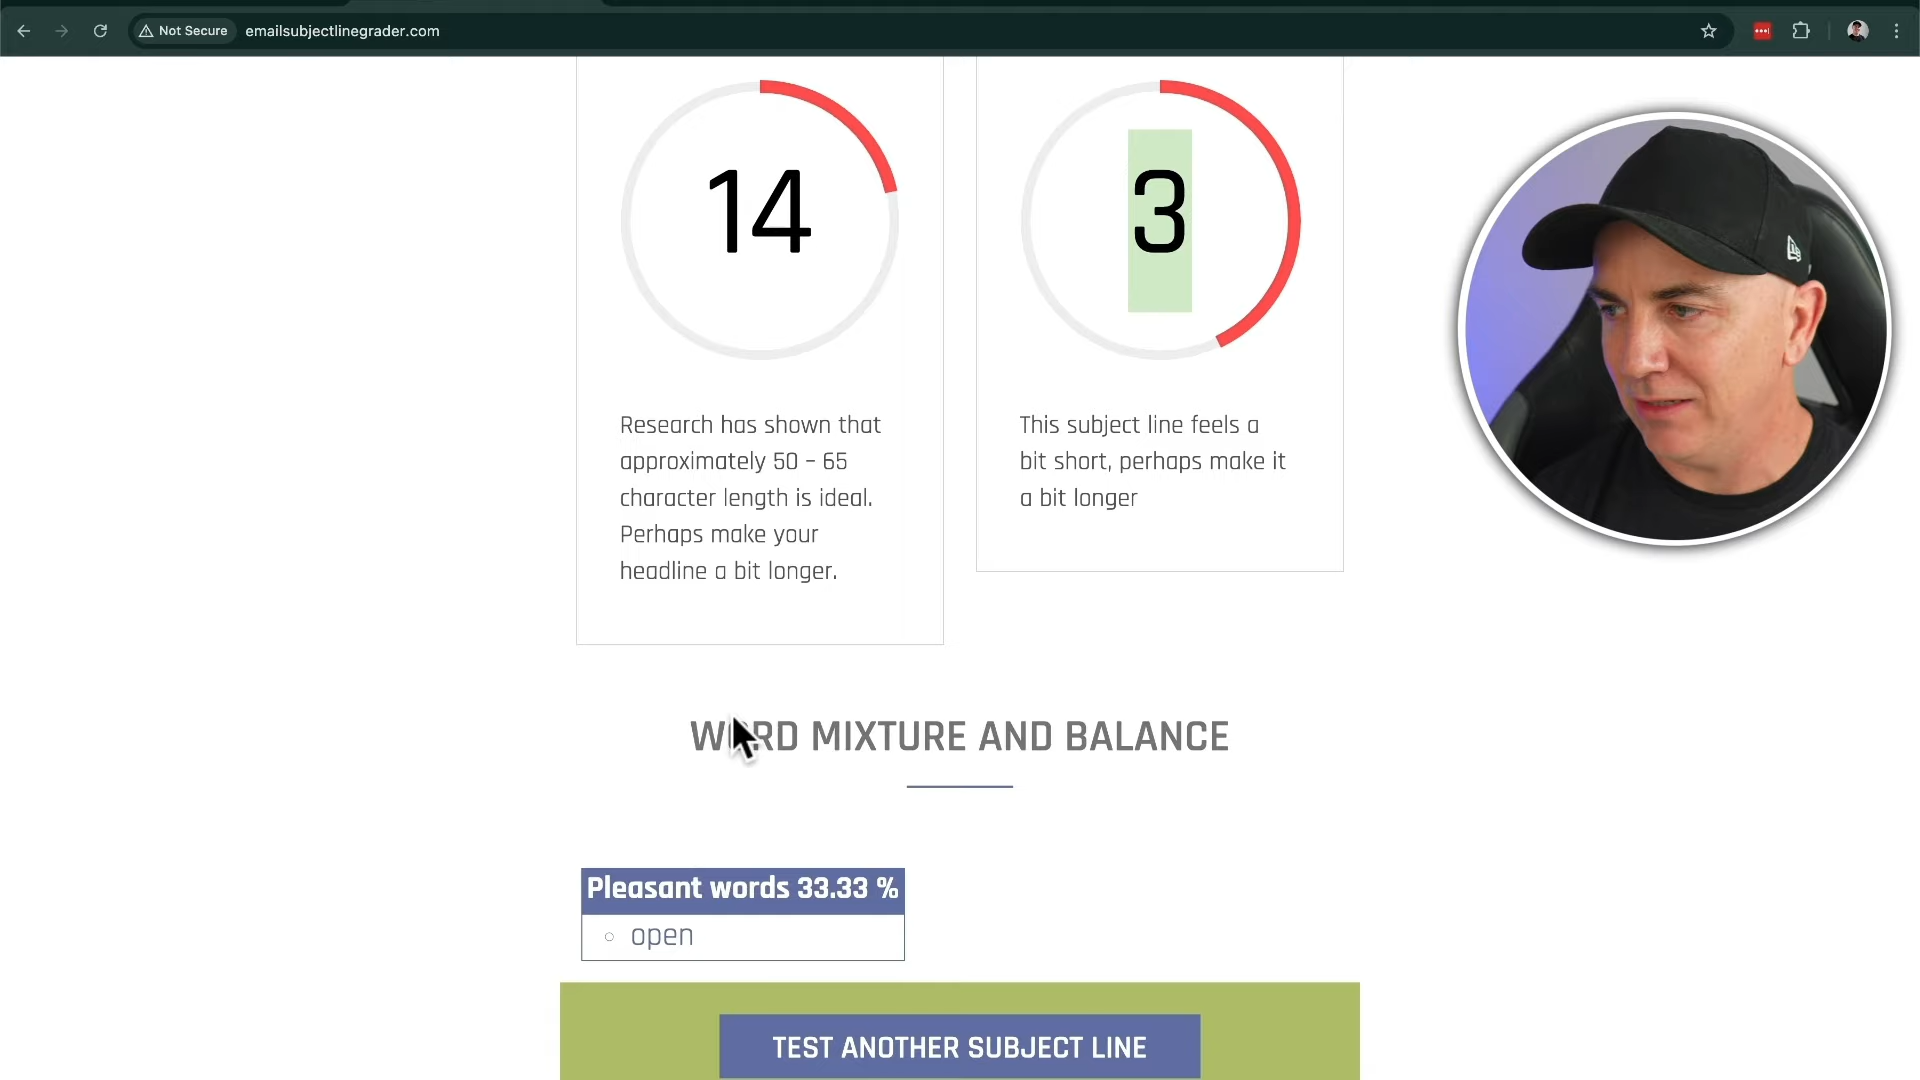 Not Secure
emailsubjectlinegrader.com
14
Research has shown that
approximately 50 – 65
character length is ideal.
Perhaps make your
headline a bit longer.
3
This subject line feels a
bit short, perhaps make it
a bit longer
WORD MIXTURE AND BALANCE
Pleasant words 33.33 %
open
TEST ANOTHER SUBJECT LINE